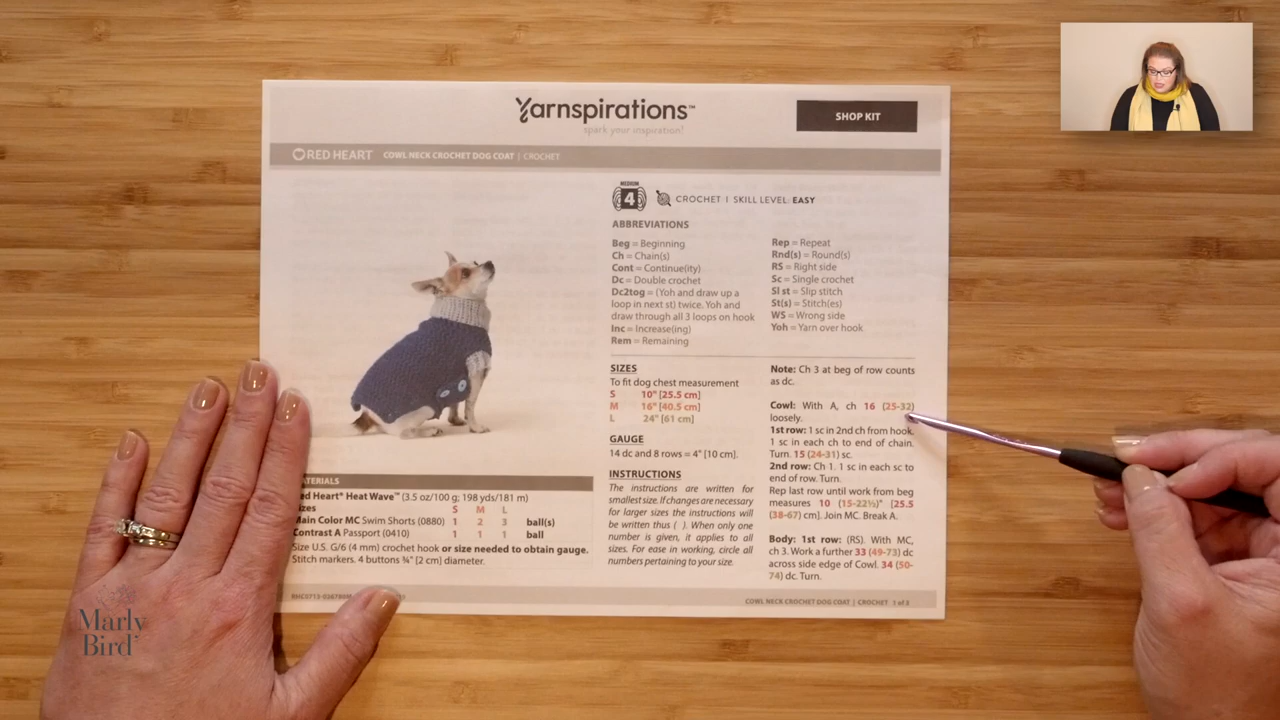 Yarnspirations™
spark your inspiration!
SHOP KIT
RED HEART COWL NECK CROCHET DOG COAT | CROCHET
MEDIUM
4
CROCHET I SKILL LEVEL: EASY
ABBREVIATIONS
Beg = Beginning
Ch = Chain(s)
Cont = Continue(ity)
Dc = Double crochet
Dc2tog = (Yoh and draw up a
loop in next st) twice. Yoh and
draw through all 3 loops on hook
Inc = Increase(ing)
Rem = Remaining
Rep = Repeat
Rnd(s) = Round(s)
RS = Right side
Sc = Single crochet
Sl st = Slip stitch
St(s) = Stitch(es)
WS = Wrong side
Yoh = Yarn over hook
SIZES
To fit dog chest measurement
S 10" [25.5 cm]
M 16" [40.5 cm]
L 24" [61 cm]
GAUGE
14 dc and 8 rows = 4" [10 cm].
INSTRUCTIONS
The instructions are written for
smallest size. If changes are necessary
for larger sizes the instructions will
be written thus ( ). When only one
number is given, it applies to all
sizes. For ease in working, circle all
numbers pertaining to your size.
Note: Ch 3 at beg of row counts
as dc.
Cowl: With A, ch 16 (25-32)
loosely.
1st row: 1 sc in 2nd ch from hook.
1 sc in each ch to end of chain.
Turn. 15 (24-31) sc.
2nd row: Ch 1. 1 sc in each sc to
end of row. Turn.
Rep last row until work from beg
measures 10 (15-22½)" [25.5
(38-67) cm]. Join MC. Break A.
Body: 1st row: (RS). With MC,
ch 3. Work a further 33 (49-73) dc
across side edge of Cowl. 34 (50-
74) dc. Turn.
ATERIALS
ed Heart® Heat Wave™ (3.5 oz/100 g; 198 yds/181 m)
izes S M L
Main Color MC Swim Shorts (0880) 1 2 3 ball(s)
Contrast A Passport (0410) 1 1 1 ball
Size U.S. G/6 (4 mm) crochet hook or size needed to obtain gauge.
Stitch markers. 4 buttons ¾" [2 cm] diameter.
COWL NECK CROCHET DOG COAT | CROCHET 1 of 3
Marly
Bird